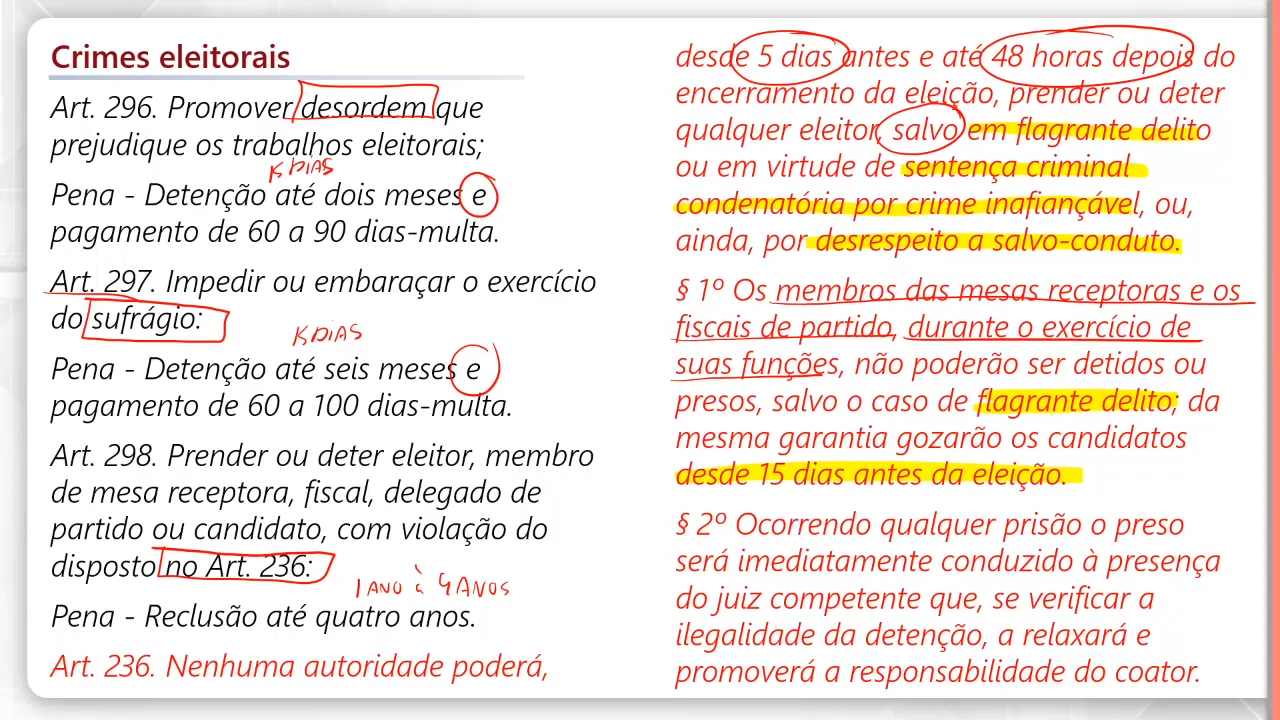 Crimes eleitorais
Art. 296. Promover desordem que
prejudique os trabalhos eleitorais;
DIAS
Pena - Detenção até dois meses e
pagamento de 60 a 90 dias-multa.
Art. 297. Impedir ou embaraçar o exercício
do sufrágio:
DIAS
Pena - Detenção até seis meses e
pagamento de 60 a 100 dias-multa.
Art. 298. Prender ou deter eleitor, membro
de mesa receptora, fiscal, delegado de
partido ou candidato, com violação do
disposto no Art. 236:
1 ANO à 4 ANOS
Pena - Reclusão até quatro anos.
Art. 236. Nenhuma autoridade poderá,
desde 5 dias antes e até 48 horas depois do
encerramento da eleição, prender ou deter
qualquer eleitor, salvo em flagrante delito
ou em virtude de sentença criminal
condenatória por crime inafiançável, ou,
ainda, por desrespeito a salvo-conduto.
§ 1º Os membros das mesas receptoras e os
fiscais de partido, durante o exercício de
suas funções, não poderão ser detidos ou
presos, salvo o caso de flagrante delito; da
mesma garantia gozarão os candidatos
desde 15 dias antes da eleição.
§ 2º Ocorrendo qualquer prisão o preso
será imediatamente conduzido à presença
do juiz competente que, se verificar a
ilegalidade da detenção, a relaxará e
promoverá a responsabilidade do coator.